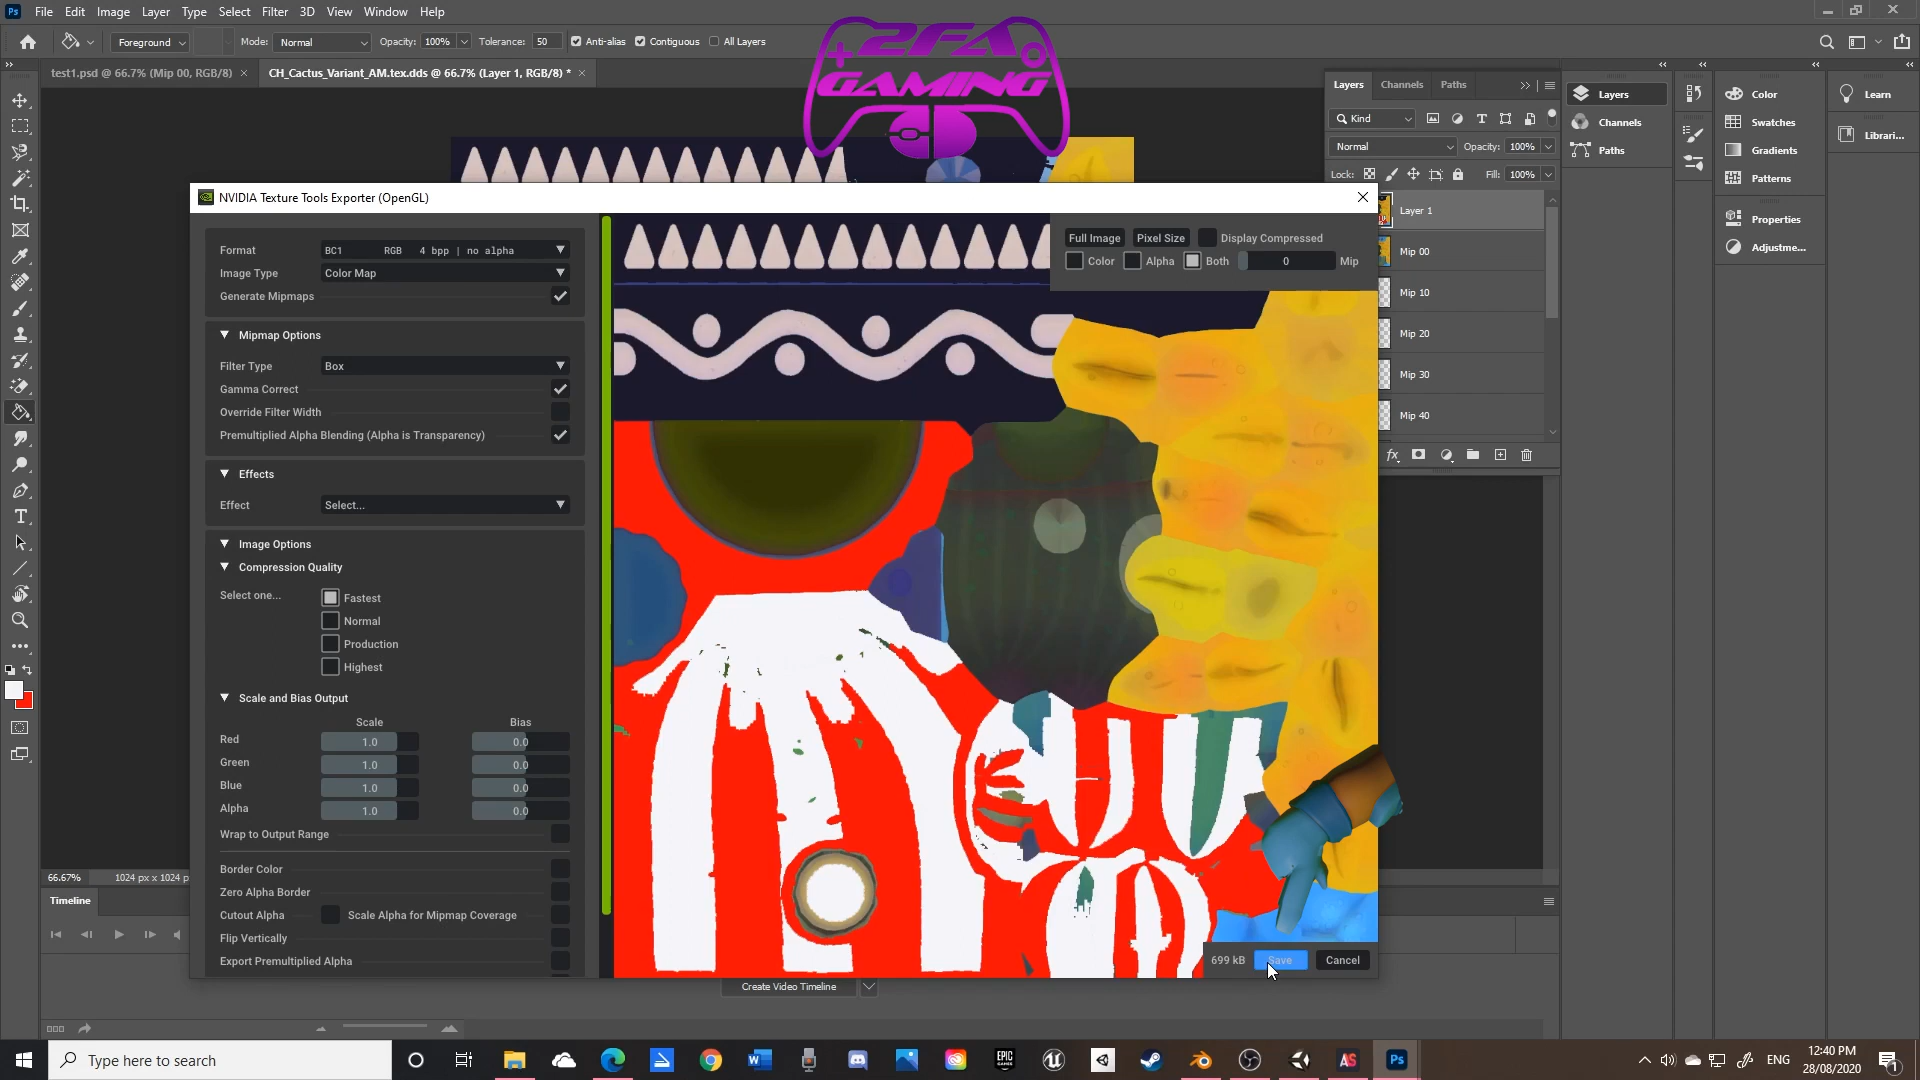 Ps File Edit Image Layer Type Select Filter 3D View Window Help
Foreground Mode: Normal Opacity: 100% Tolerance: 50 Anti-alias Contiguous All Layers
test1.psd @ 66.7% (Mip 00, RGB/8) × CH_Cactus_Variant_AM.tex.dds @ 66.7% (Layer 1, RGB/8) * ×
2FA
GAMING
Layers Channels Paths
Kind
Normal Opacity: 100%
Lock: Fill: 100%
Layer 1
Mip 00
Mip 10
Mip 20
Mip 30
Mip 40
Layers
Channels
Paths
Color
Swatches
Gradients
Patterns
Properties
Adjustme...
Learn
Librari...
NVIDIA Texture Tools Exporter (OpenGL)
Format BC1 RGB 4 bpp | no alpha
Image Type Color Map
Generate Mipmaps
Mipmap Options
Filter Type Box
Gamma Correct
Override Filter Width
Premultiplied Alpha Blending (Alpha is Transparency)
Effects
Effect Select...
Image Options
Compression Quality
Select one... Fastest
Normal
Production
Highest
Scale and Bias Output
Scale Bias
Red 1.0 0.0
Green 1.0 0.0
Blue 1.0 0.0
Alpha 1.0 0.0
Wrap to Output Range
Border Color
Zero Alpha Border
Cutout Alpha Scale Alpha for Mipmap Coverage
Flip Vertically
Export Premultiplied Alpha
Full Image Pixel Size Display Compressed
Color Alpha Both 0 Mip
699 kB Save Cancel
66.67% 1024 px x 1024 p
Timeline
Create Video Timeline
Type here to search
EPIC
GAMES
AS
Ps
ENG
12:40 PM
28/08/2020
1